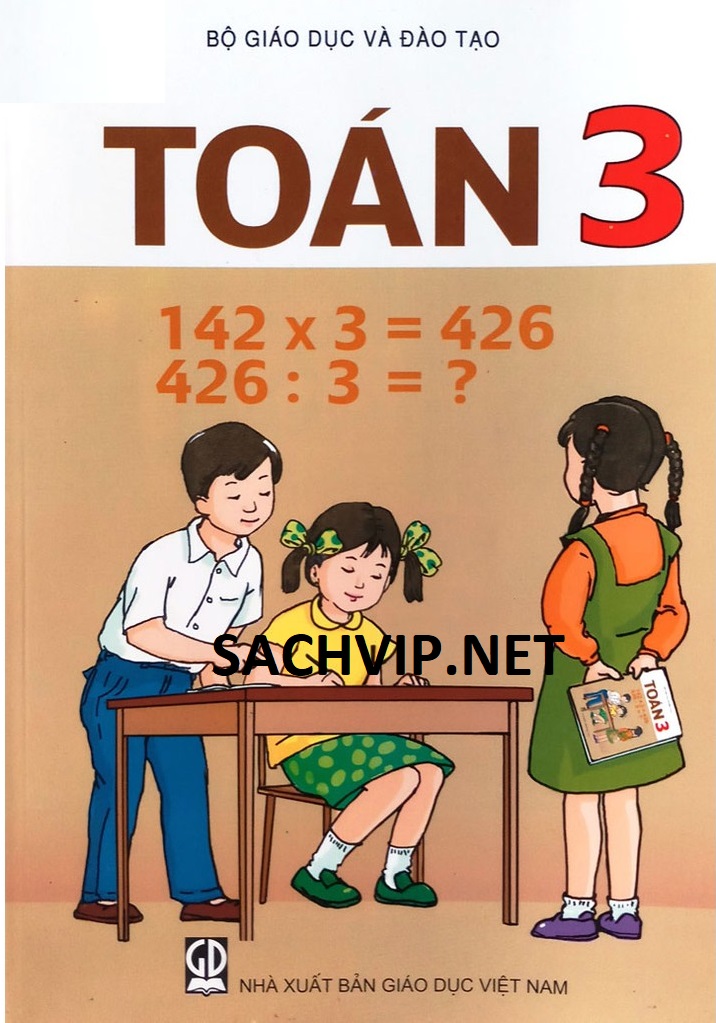 BỘ GIÁO DỤC VÀ ĐÀO TẠO
TOÁN 3
142 x 3 = 426
426 : 3 = ?
SACHVIP.NET
TOÁN 3
GD
NHÀ XUẤT BẢN GIÁO DỤC VIỆT NAM